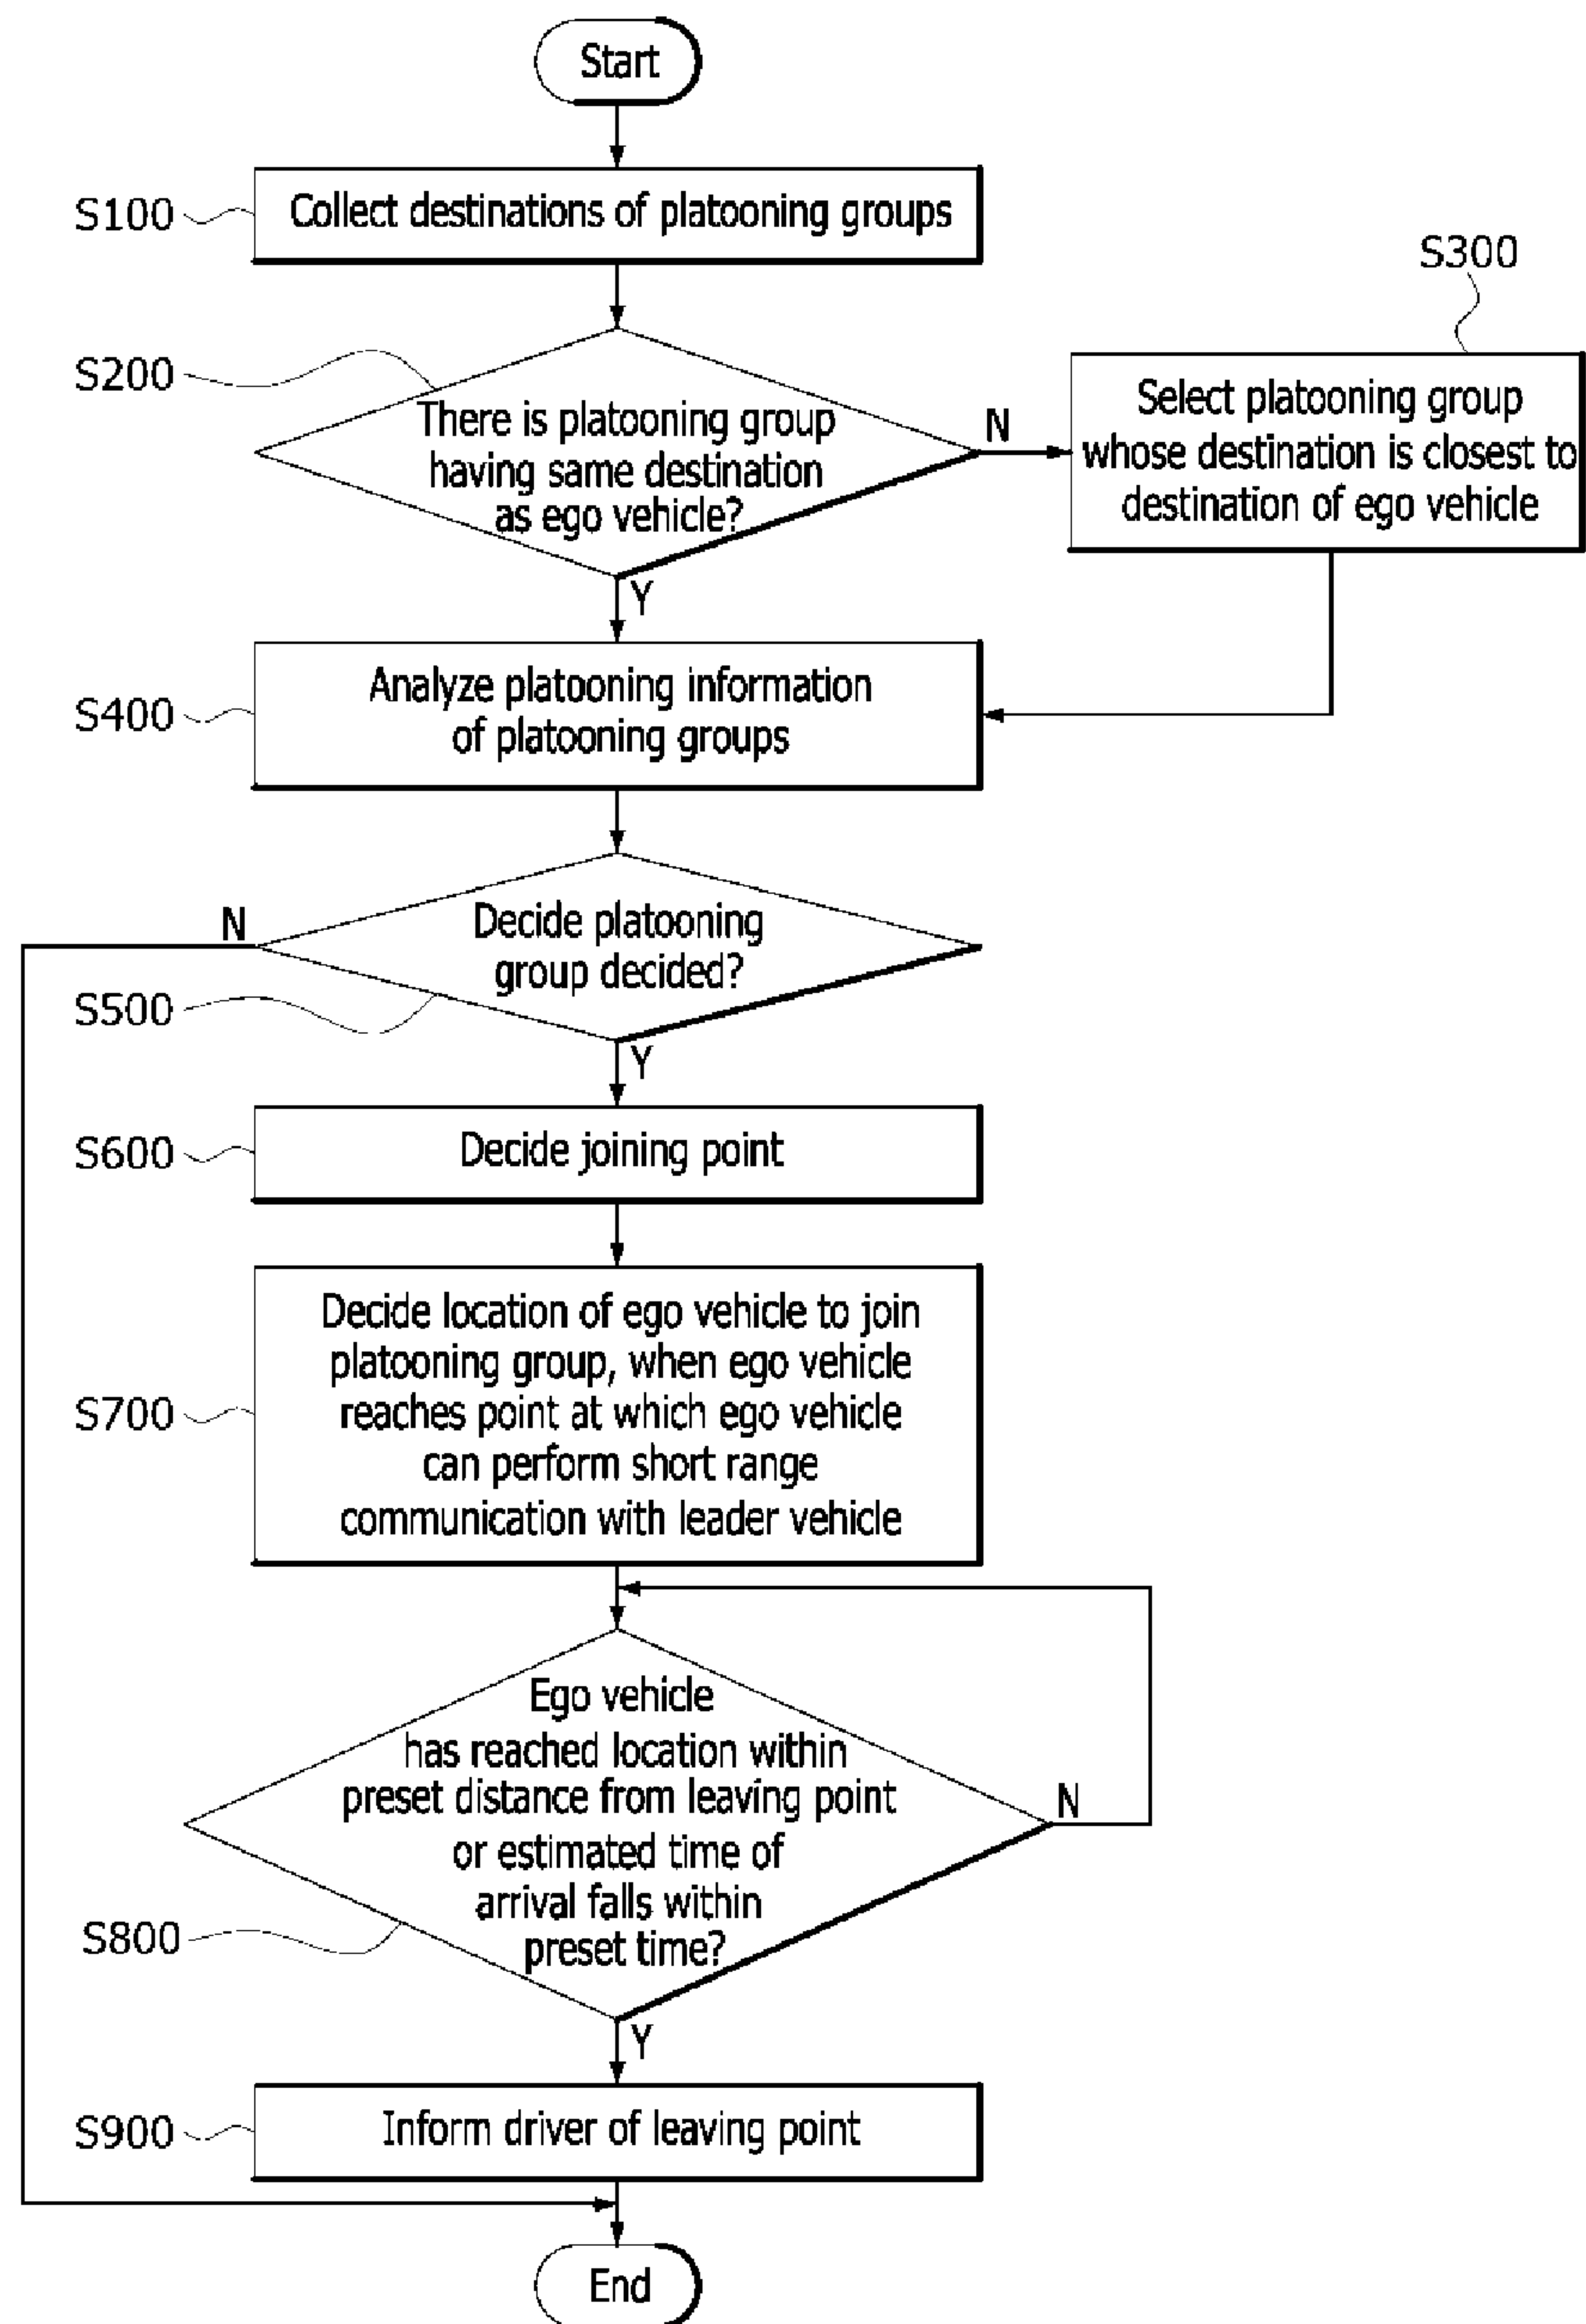 Start
S100
Collect destinations of platooning groups
S300
S200
There is platooning group
having same destination
as ego vehicle?
N
Select platooning group
whose destination is closest to
destination of ego vehicle
Y
S400
Analyze platooning information
of platooning groups
N
Decide platooning
group decided?
S500
Y
S600
Decide joining point
S700
Decide location of ego vehicle to join
platooning group, when ego vehicle
reaches point at which ego vehicle
can perform short range
communication with leader vehicle
Ego vehicle
has reached location within
preset distance from leaving point
or estimated time of
arrival falls within
preset time?
N
S800
Y
S900
Inform driver of leaving point
End